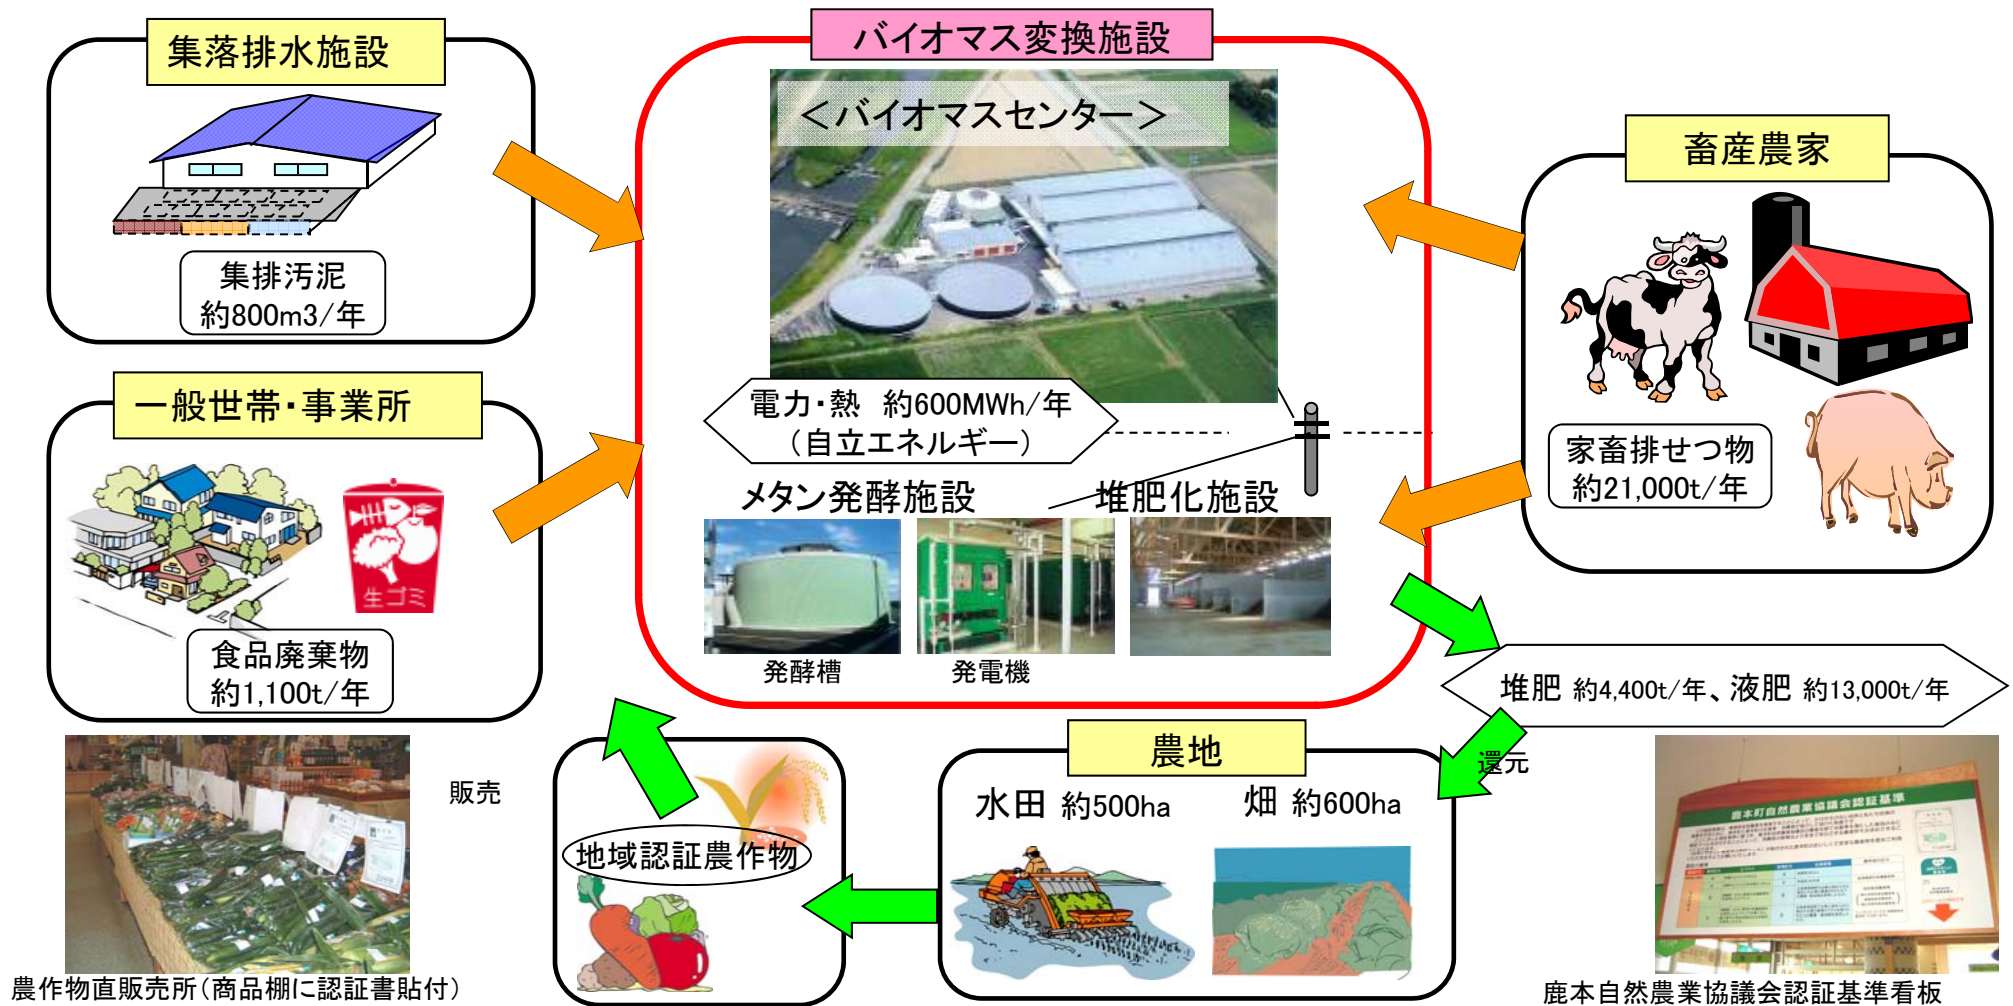 集落排水施設
集排汚泥
約800m3/年
一般世帯・事業所
生ゴミ
食品廃棄物
約1,100t/年
バイオマス変換施設
＜バイオマスセンター＞
電力・熱 約600MWh/年
（自立エネルギー）
メタン発酵施設
堆肥化施設
発酵槽
発電機
畜産農家
家畜排せつ物
約21,000t/年
堆肥 約4,400t/年、液肥 約13,000t/年
還元
農地
水田 約500ha
畑 約600ha
地域認証農作物
販売
農作物直販売所（商品棚に認証書貼付）
鹿本町自然農業協議会認証基準
鹿本自然農業協議会認証基準看板